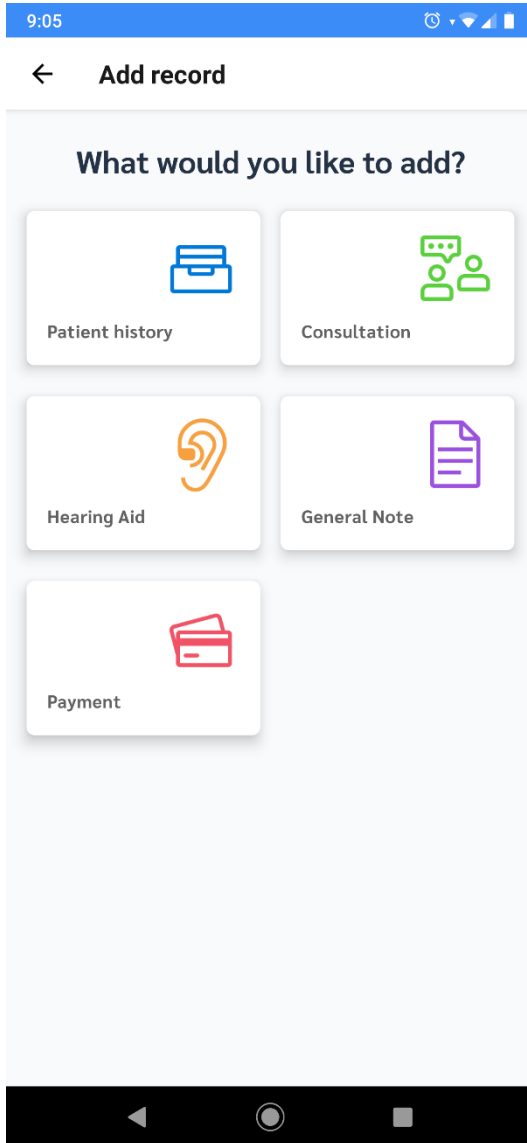 9:05
Add record
What would you like to add?
Patient history
Consultation
Hearing Aid
General Note
Payment